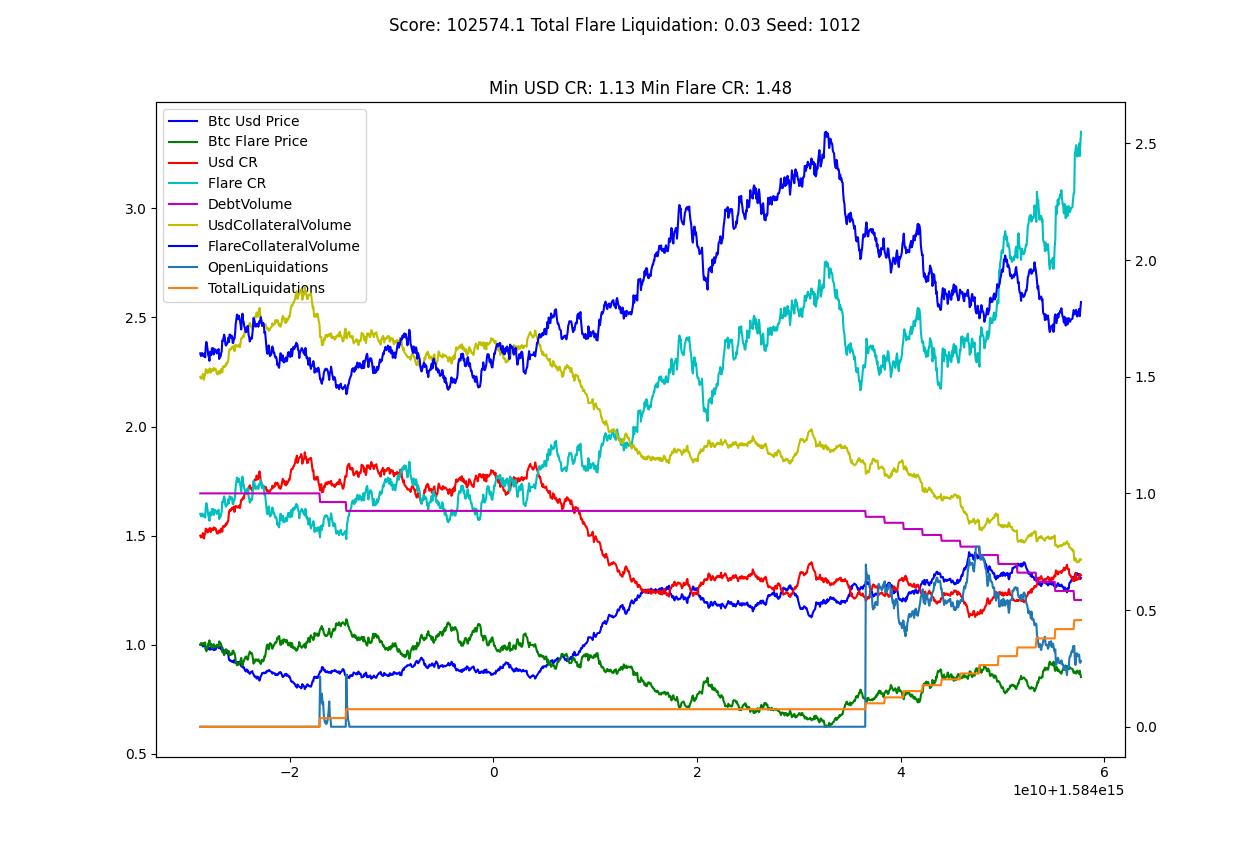 Score: 102574.1 Total Flare Liquidation: 0.03 Seed: 1012
Min USD CR: 1.13 Min Flare CR: 1.48
Btc Usd Price
Btc Flare Price
Usd CR
Flare CR
DebtVolume
UsdCollateralVolume
FlareCollateralVolume
OpenLiquidations
TotalLiquidations
3.0
2.5
2.0
1.5
1.0
0.5
2.5
2.0
1.5
1.0
0.5
0.0
−2
0
2
4
6
1e10+1.584e15